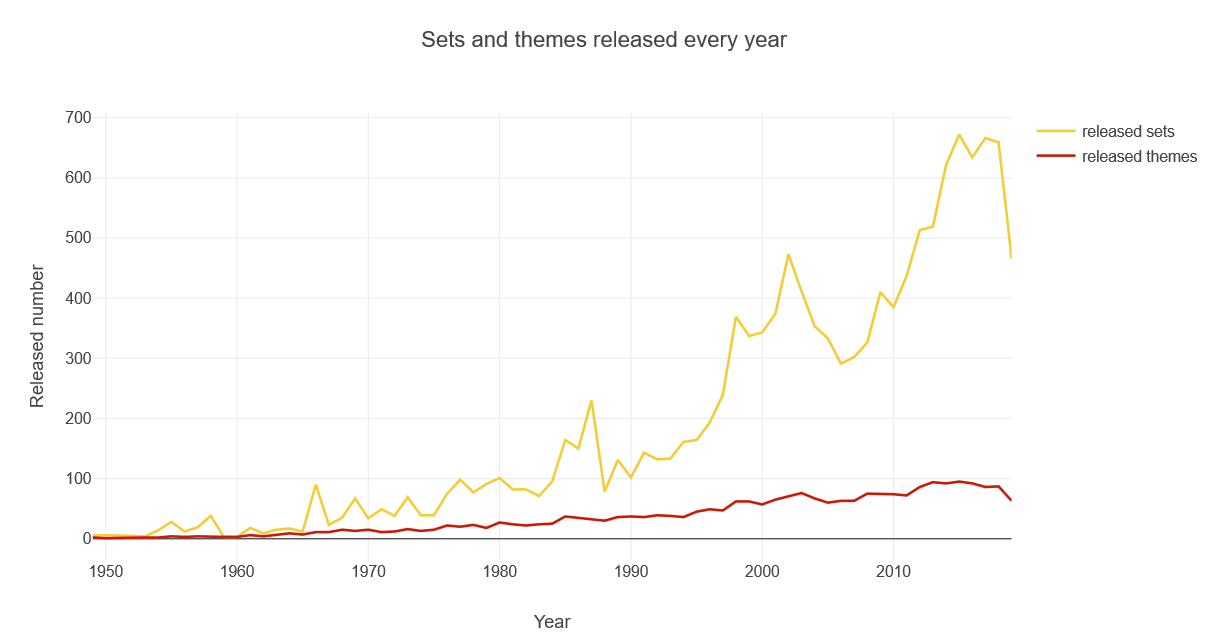 Sets and themes released every year
700
600
500
400
300
200
100
0
Released number
1950 1960 1970 1980 1990 2000 2010
Year
released sets
released themes